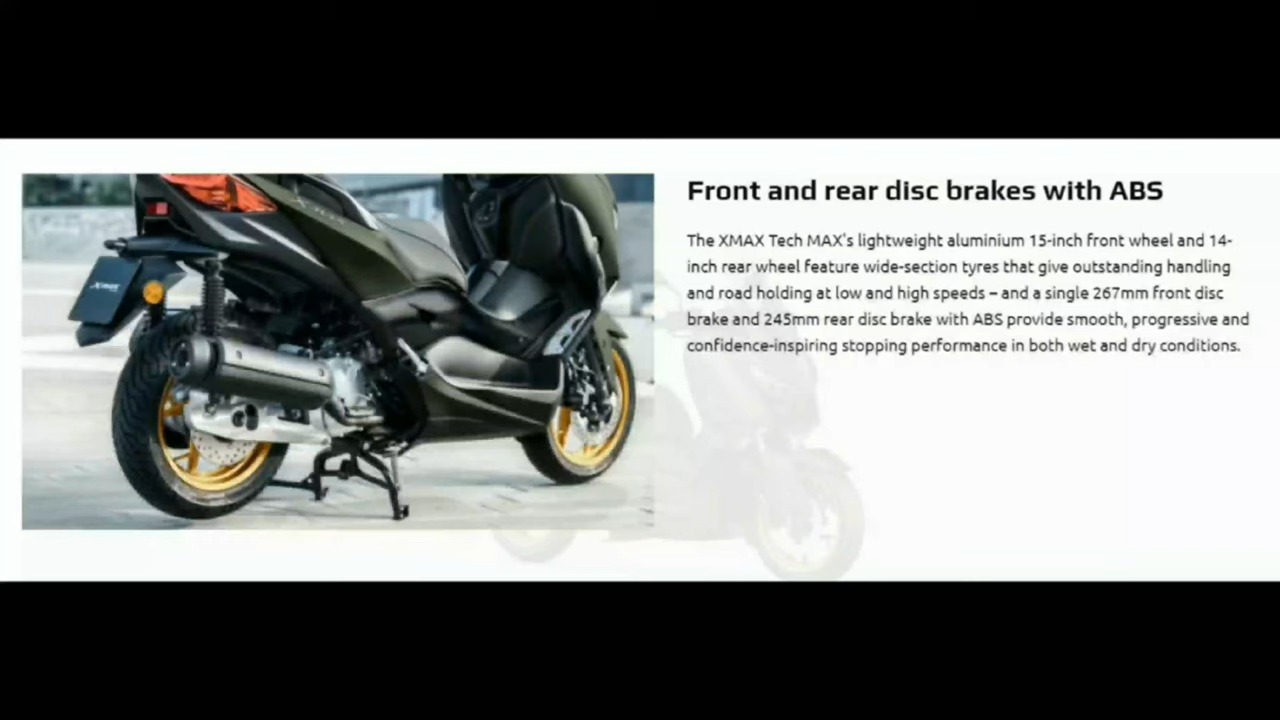 Front and rear disc brakes with ABS
The XMAX Tech MAX's lightweight aluminium 15-inch front wheel and 14-
inch rear wheel feature wide-section tyres that give outstanding handling
and road holding at low and high speeds – and a single 267mm front disc
brake and 245mm rear disc brake with ABS provide smooth, progressive and
confidence-inspiring stopping performance in both wet and dry conditions.
XMAX